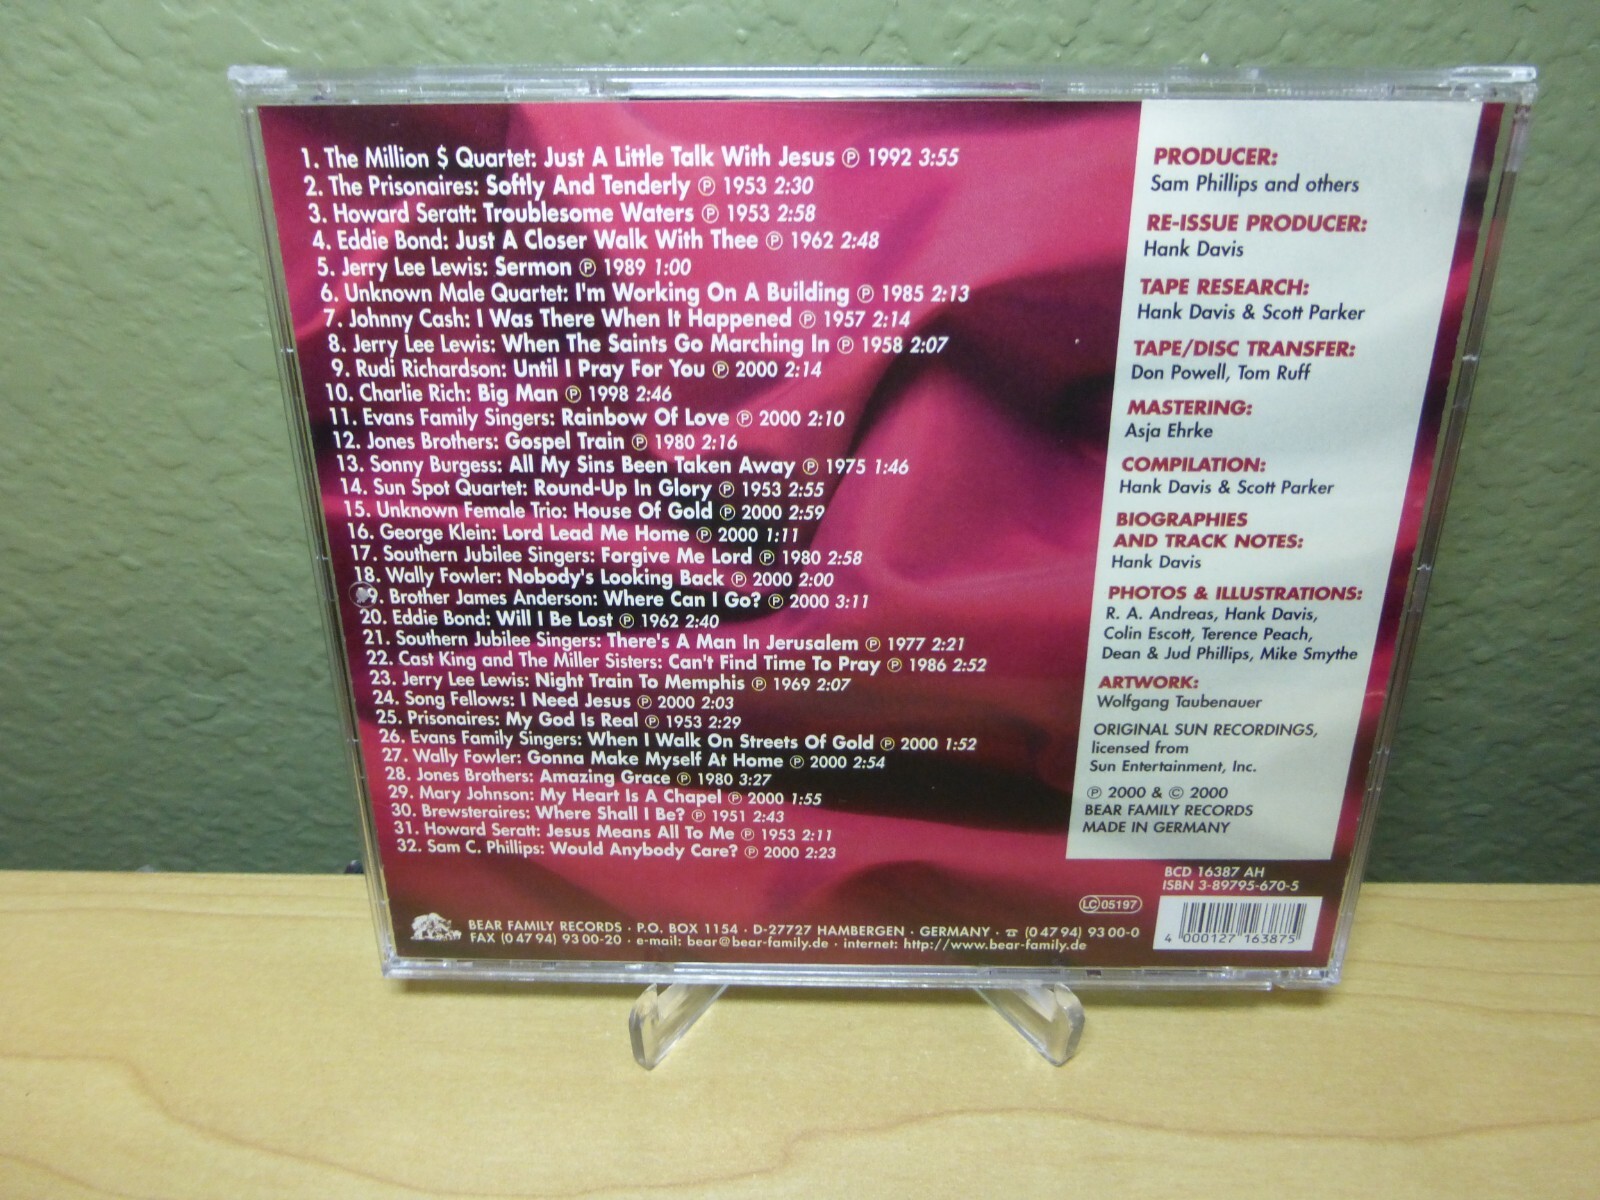 1. The Million $ Quartet: Just A Little Talk With Jesus ℗ 1992 3:55
2. The Prisonaires: Softly And Tenderly ℗ 1953 2:30
3. Howard Seratt: Troublesome Waters ℗ 1953 2:58
4. Eddie Bond: Just A Closer Walk With Thee ℗ 1962 2:48
5. Jerry Lee Lewis: Sermon ℗ 1989 1:00
6. Unknown Male Quartet: I'm Working On A Building ℗ 1985 2:13
7. Johnny Cash: I Was There When It Happened ℗ 1957 2:14
8. Jerry Lee Lewis: When The Saints Go Marching In ℗ 1958 2:07
9. Rudi Richardson: Until I Pray For You ℗ 2000 2:14
10. Charlie Rich: Big Man ℗ 1998 2:46
11. Evans Family Singers: Rainbow Of Love ℗ 2000 2:10
12. Jones Brothers: Gospel Train ℗ 1980 2:16
13. Sonny Burgess: All My Sins Been Taken Away ℗ 1975 1:46
14. Sun Spot Quartet: Round-Up In Glory ℗ 1953 2:55
15. Unknown Female Trio: House Of Gold ℗ 2000 2:59
16. George Klein: Lord Lead Me Home ℗ 2000 1:11
17. Southern Jubilee Singers: Forgive Me Lord ℗ 1980 2:58
18. Wally Fowler: Nobody's Looking Back ℗ 2000 2:00
9. Brother James Anderson: Where Can I Go? ℗ 2000 3:11
20. Eddie Bond: Will I Be Lost ℗ 1962 2:40
21. Southern Jubilee Singers: There's A Man In Jerusalem ℗ 1977 2:21
22. Cast King and The Miller Sisters: Can't Find Time To Pray ℗ 1986 2:52
23. Jerry Lee Lewis: Night Train To Memphis ℗ 1969 2:07
24. Song Fellows: I Need Jesus ℗ 2000 2:03
25. Prisonaires: My God Is Real ℗ 1953 2:29
26. Evans Family Singers: When I Walk On Streets Of Gold ℗ 2000 1:52
27. Wally Fowler: Gonna Make Myself At Home ℗ 2000 2:54
28. Jones Brothers: Amazing Grace ℗ 1980 3:27
29. Mary Johnson: My Heart Is A Chapel ℗ 2000 1:55
30. Brewsteraires: Where Shall I Be? ℗ 1951 2:43
31. Howard Seratt: Jesus Means All To Me ℗ 1953 2:11
32. Sam C. Phillips: Would Anybody Care? ℗ 2000 2:23
PRODUCER:
Sam Phillips and others
RE-ISSUE PRODUCER:
Hank Davis
TAPE RESEARCH:
Hank Davis & Scott Parker
TAPE/DISC TRANSFER:
Don Powell, Tom Ruff
MASTERING:
Asja Ehrke
COMPILATION:
Hank Davis & Scott Parker
BIOGRAPHIES
AND TRACK NOTES:
Hank Davis
PHOTOS & ILLUSTRATIONS:
R. A. Andreas, Hank Davis,
Colin Escott, Terence Peach,
Dean & Jud Phillips, Mike Smythe
ARTWORK:
Wolfgang Taubenauer
ORIGINAL SUN RECORDINGS,
licensed from
Sun Entertainment, Inc.
℗ 2000 & © 2000
BEAR FAMILY RECORDS
MADE IN GERMANY
BCD 16387 AH
ISBN 3-89795-670-5
LC 05197
4 000127 163875
BEAR FAMILY RECORDS · P.O. BOX 1154 · D-27727 HAMBERGEN · GERMANY · ☎ (0 47 94) 93 00-0
FAX (0 47 94) 93 00-20 · e-mail: bear@bear-family.de · internet: http://www.bear-family.de